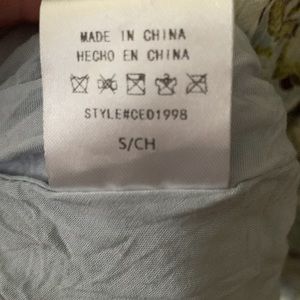 MADE IN CHINA
HECHO EN CHINA
STYLE#CE01998
S/CH